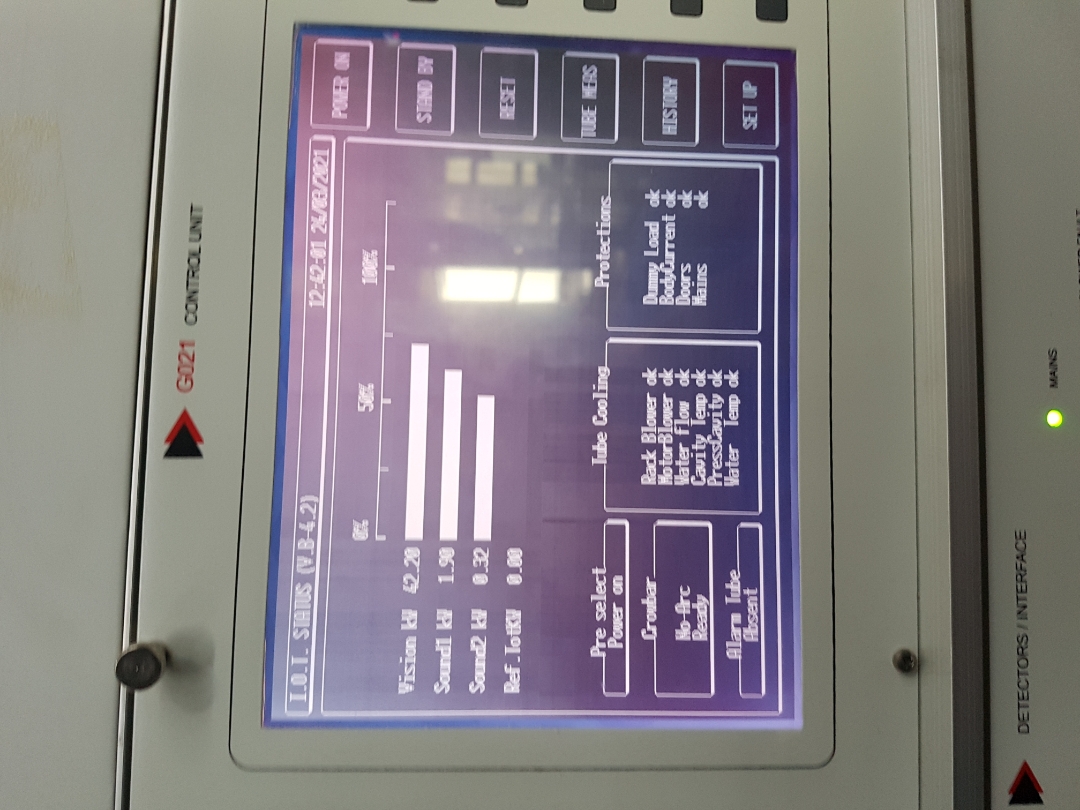 G021 CONTROL UNIT
I.O.T. STATUS (V.B-4.2) 12:42:01 24/03/2021
POWER ON
0% 50% 100%
Vision kW 42.20
STAND BY
Sound1 kW 1.90
Sound2 kW 0.32
RESET
Ref.TotKW 0.00
TUBE MEAS
Pre select
Power on
Crowbar
No-Arc
Ready
Alarm Tube
Absent
Tube Cooling
Rack Blower ok
MotorBlower ok
Water flow ok
Cavity Temp ok
PressCavity ok
Water Temp ok
Protections
Dummy Load ok
BodyCurrent ok
Doors ok
Mains ok
HISTORY
SET UP
DETECTORS / INTERFACE
MAINS